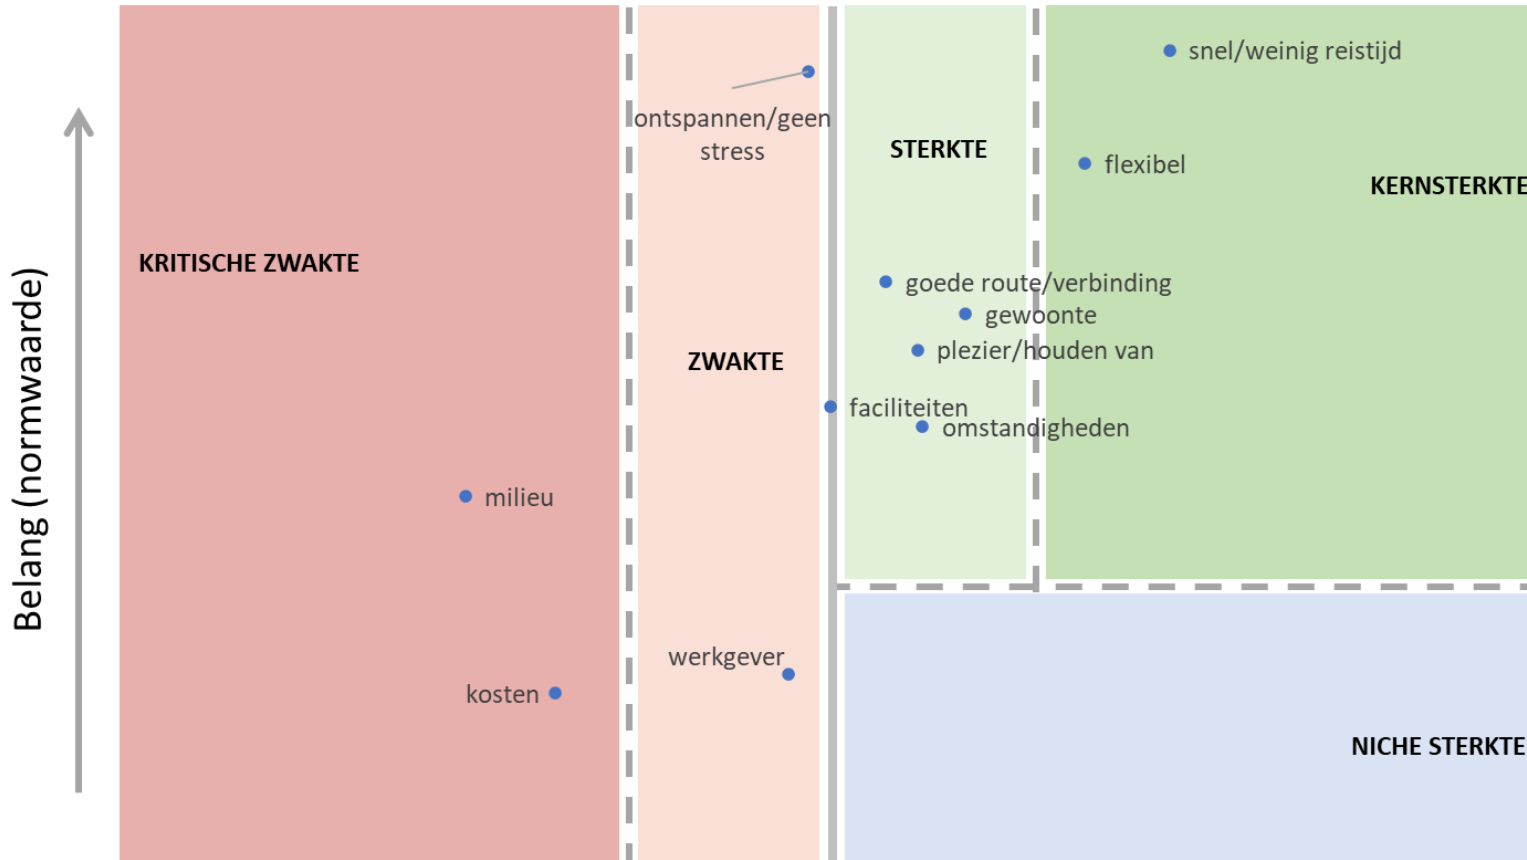 snel/weinig reistijd
ontspannen/geen
stress
STERKTE
flexibel
KERNSTERKTE
KRITISCHE ZWAKTE
Belang (normwaarde)
goede route/verbinding
gewoonte
plezier/houden van
ZWAKTE
faciliteiten
omstandigheden
milieu
werkgever
kosten
NICHE STERKTE